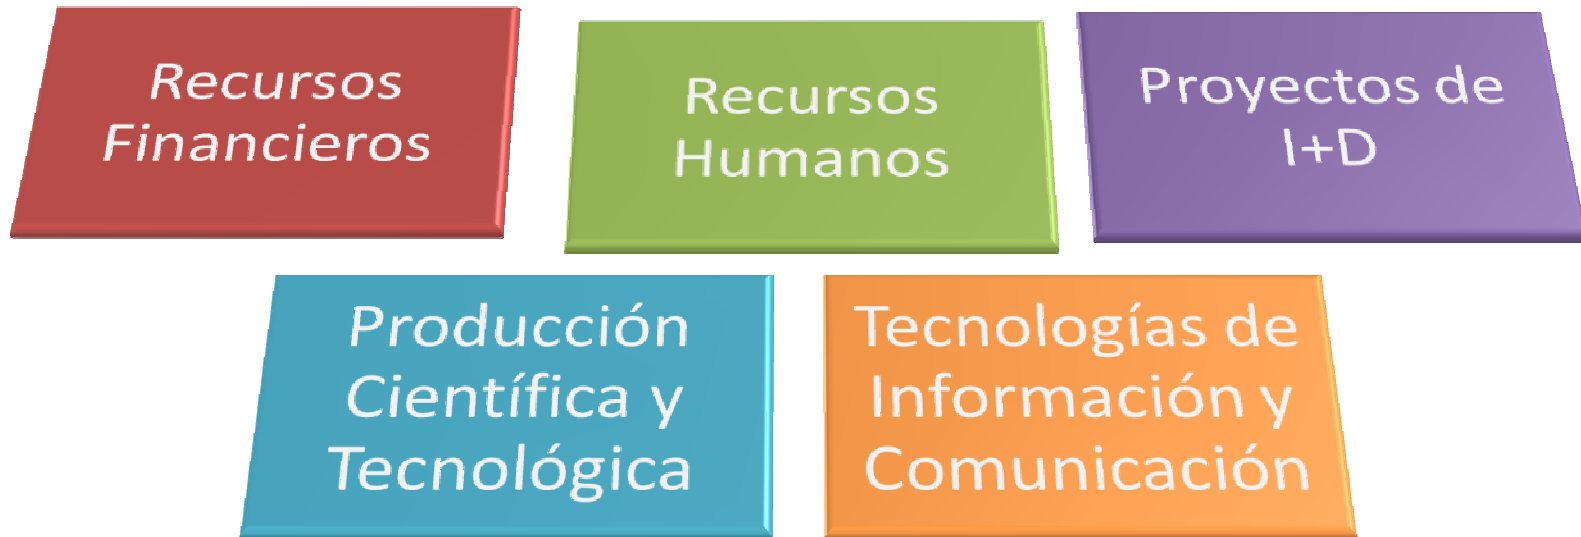 Recursos
Financieros
Recursos
Humanos
Proyectos de
I+D
Producción
Científica y
Tecnológica
Tecnologías de
Información y
Comunicación